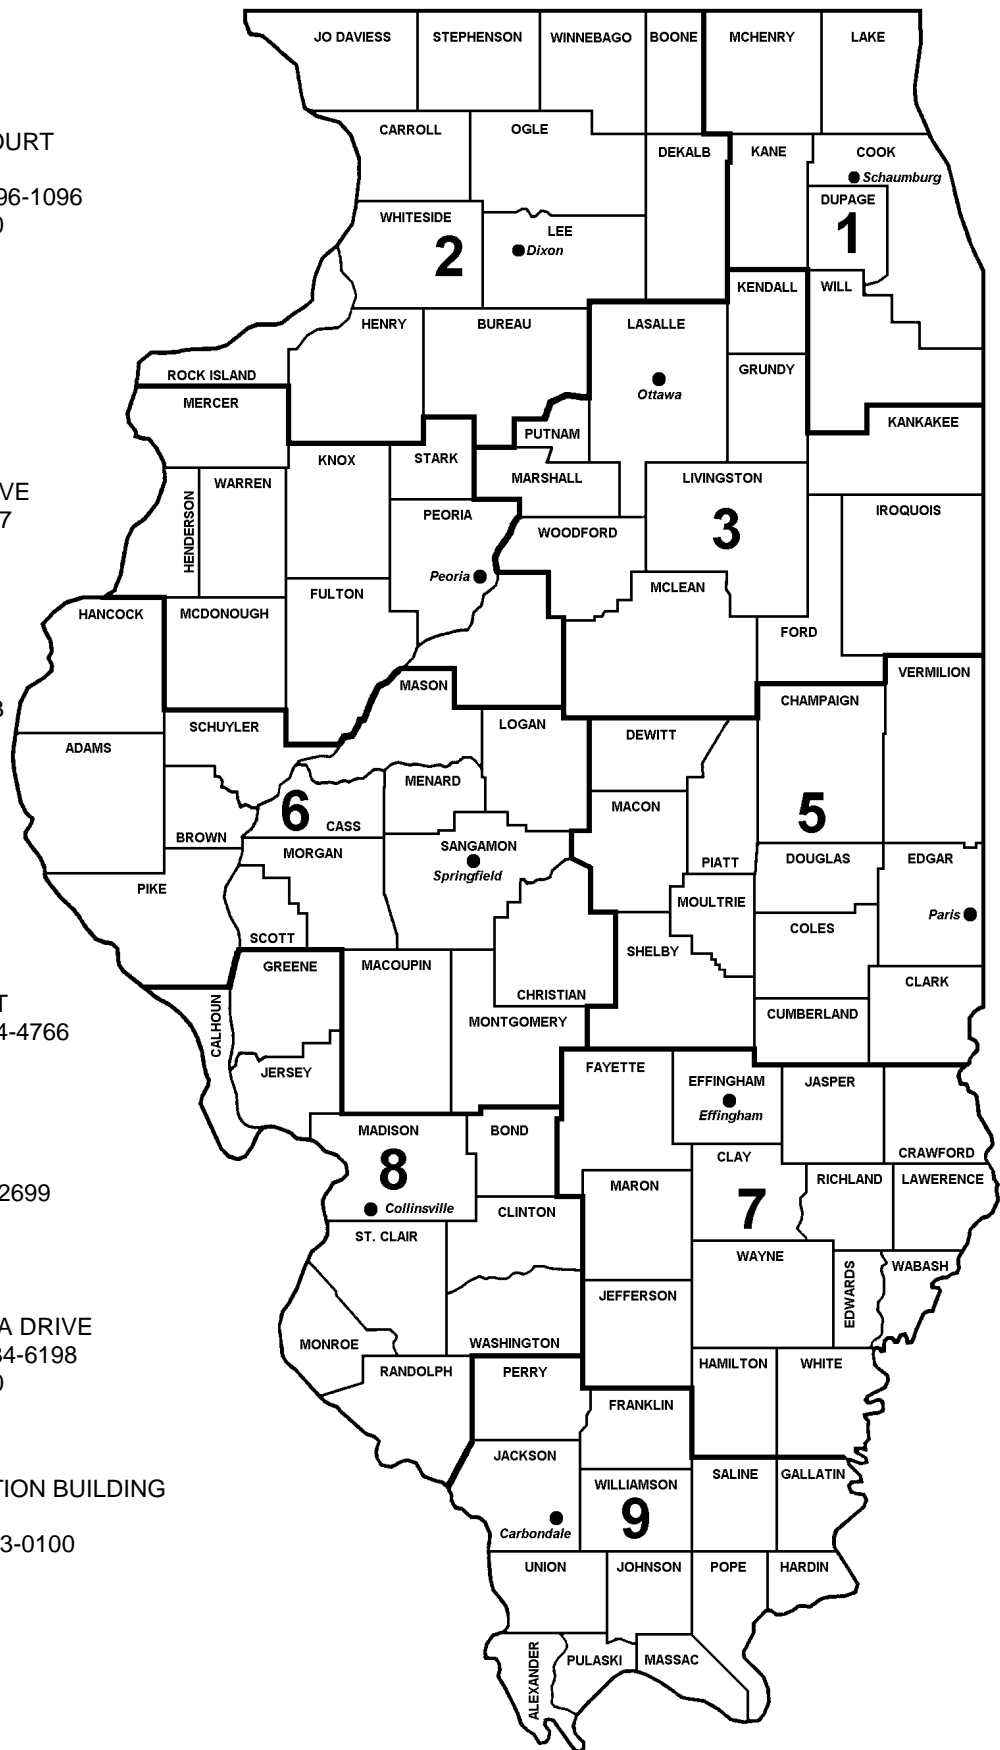 JO DAVIESS STEPHENSON WINNEBAGO BOONE MCHENRY LAKE
CARROLL OGLE
OURT
DEKALB KANE COOK
Schaumburg
96-1096
DUPAGE
WHITESIDE
0
1
LEE
2
Dixon
KENDALL WILL
HENRY BUREAU LASALLE
GRUNDY
ROCK ISLAND
Ottawa
MERCER
KANKAKEE
PUTNAM
KNOX STARK
MARSHALL LIVINGSTON
WARREN
VE
IROQUOIS
PEORIA
7
3
WOODFORD
HENDERSON
Peoria
MCLEAN
FULTON
HANCOCK MCDONOUGH
FORD
VERMILION
MASON
CHAMPAIGN
3
LOGAN
SCHUYLER
DEWITT
ADAMS
MENARD
6
MACON
5
CASS
BROWN
SANGAMON
MORGAN
DOUGLAS EDGAR
PIATT
Springfield
PIKE
MOULTRIE
Paris
COLES
SCOTT
SHELBY
GREENE MACOUPIN
CLARK
CHRISTIAN
T
CUMBERLAND
MONTGOMERY
CALHOUN
4-4766
FAYETTE
JERSEY
EFFINGHAM JASPER
Effingham
MADISON BOND
CRAWFORD
CLAY
8
RICHLAND LAWERENCE
MARON
2699
7
Collinsville
CLINTON
ST. CLAIR
WAYNE
WABASH
EDWARDS
JEFFERSON
A DRIVE
MONROE WASHINGTON
34-6198
HAMILTON WHITE
RANDOLPH PERRY
0
FRANKLIN
JACKSON
SALINE GALLATIN
WILLIAMSON
TION BUILDING
9
Carbondale
3-0100
UNION JOHNSON POPE HARDIN
PULASKI MASSAC
ALEXANDER